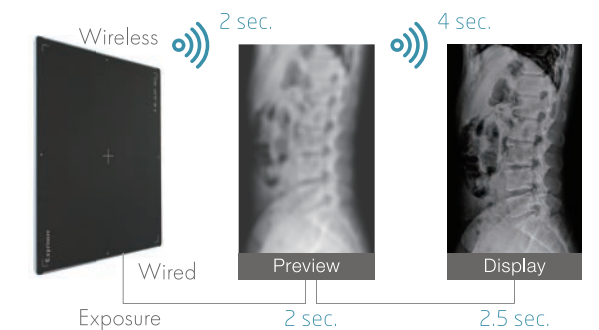 Wireless
2 sec.
4 sec.
Preview
Display
Wired
Exposure
2 sec.
2.5 sec.